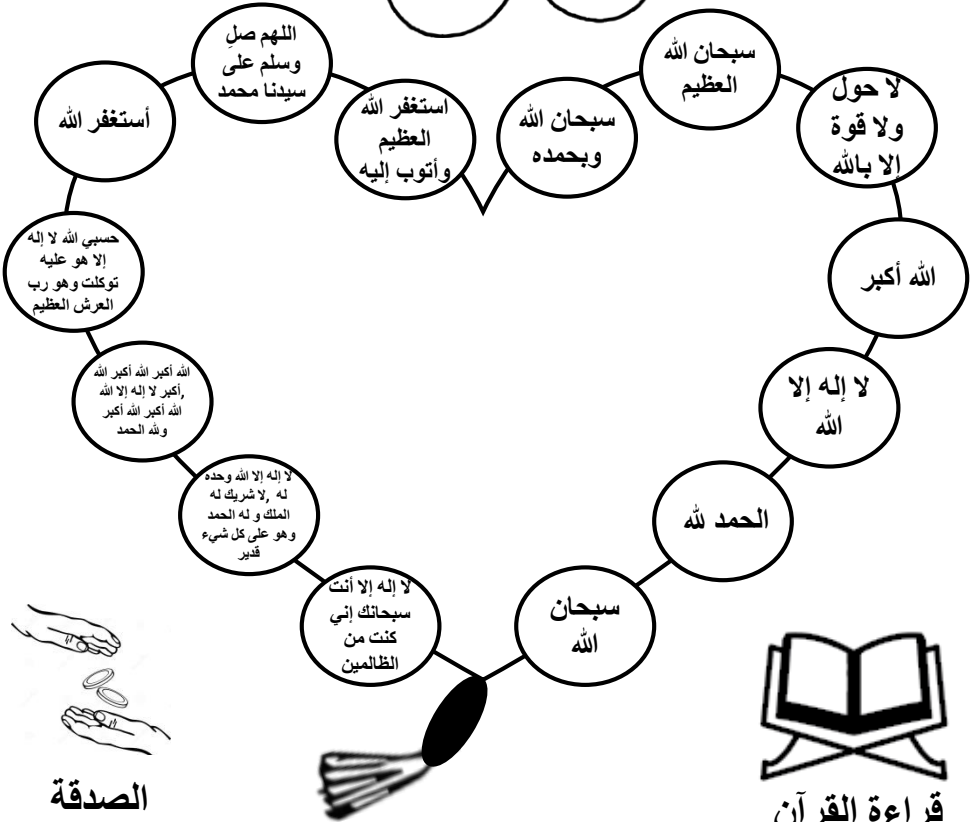 سبحان الله
العظيم
لا حول
ولا قوة
إلا بالله
الله أكبر
لا إله إلا
الله
الحمد لله
سبحان
الله
سبحان الله
وبحمده
اللهم صلِ
وسلم على
سيدنا محمد
استغفر الله
العظيم
وأتوب إليه
أستغفر الله
حسبي الله لا إله
إلا هو عليه
توكلت وهو رب
العرش العظيم
الله أكبر الله أكبر الله
أكبر لا إله إلا الله,
الله أكبر الله أكبر
ولله الحمد
لا إله إلا الله وحده
لا شريك له, له
الملك و له الحمد
وهو على كل شيء
قدير
لا إله إلا أنت
سبحانك إني
كنت من
الظالمين
قراءة القرآن
الصدقة